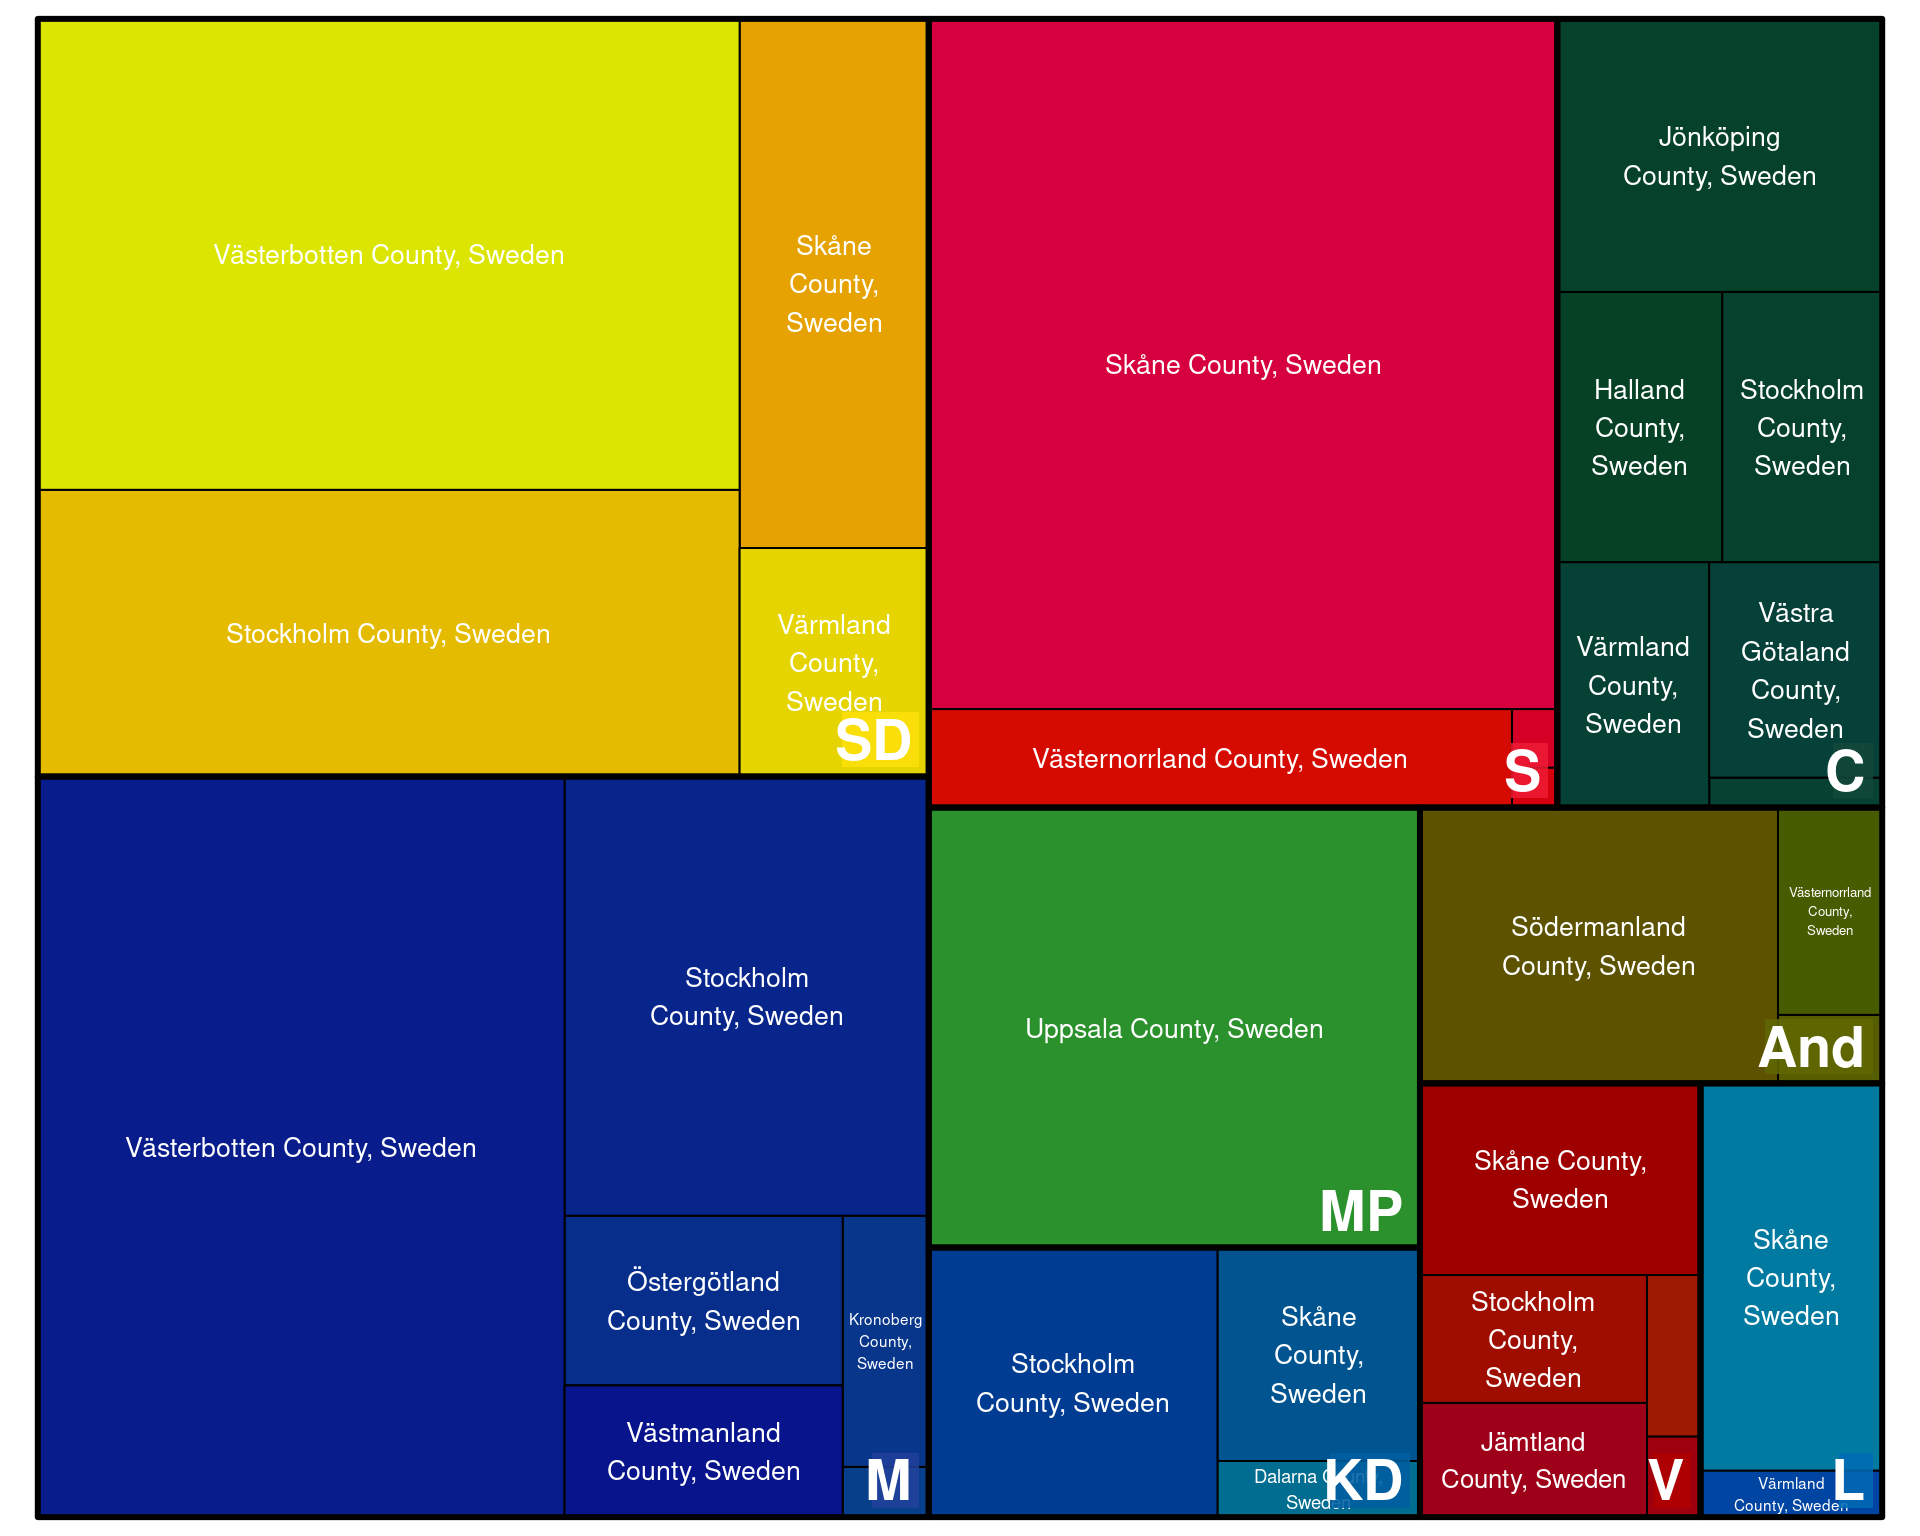 Västerbotten County, Sweden
Skåne
County,
Sweden
Stockholm County, Sweden
Värmland
County,
Sweden
SD
Skåne County, Sweden
Västernorrland County, Sweden
S
Jönköping
County, Sweden
Halland
County,
Sweden
Stockholm
County,
Sweden
Värmland
County,
Sweden
Västra
Götaland
County,
Sweden
C
Västerbotten County, Sweden
Stockholm
County, Sweden
Östergötland
County, Sweden
Kronoberg
County,
Sweden
Västmanland
County, Sweden
M
Uppsala County, Sweden
MP
Södermanland
County, Sweden
Västernorrland
County,
Sweden
And
Stockholm
County, Sweden
Skåne
County,
Sweden
Dalarna County,
Sweden
KD
Skåne County,
Sweden
Stockholm
County,
Sweden
Jämtland
County, Sweden
V
Skåne
County,
Sweden
Värmland
County, Sweden
L